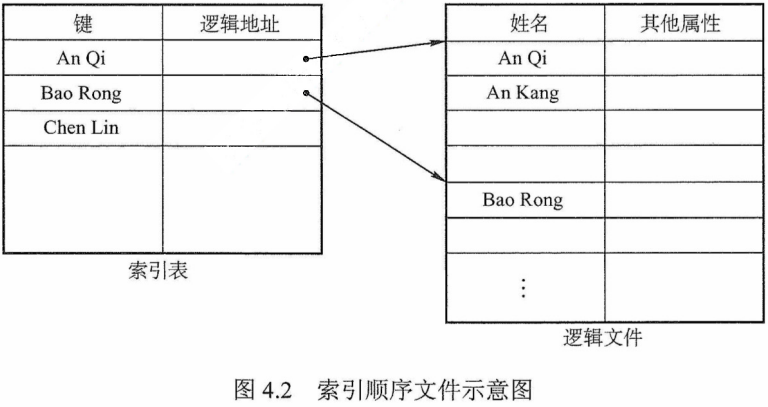 键 逻辑地址
An Qi
Bao Rong
Chen Lin
索引表
姓名 其他属性
An Qi
An Kang
Bao Rong
⋮
逻辑文件
图 4.2 索引顺序文件示意图